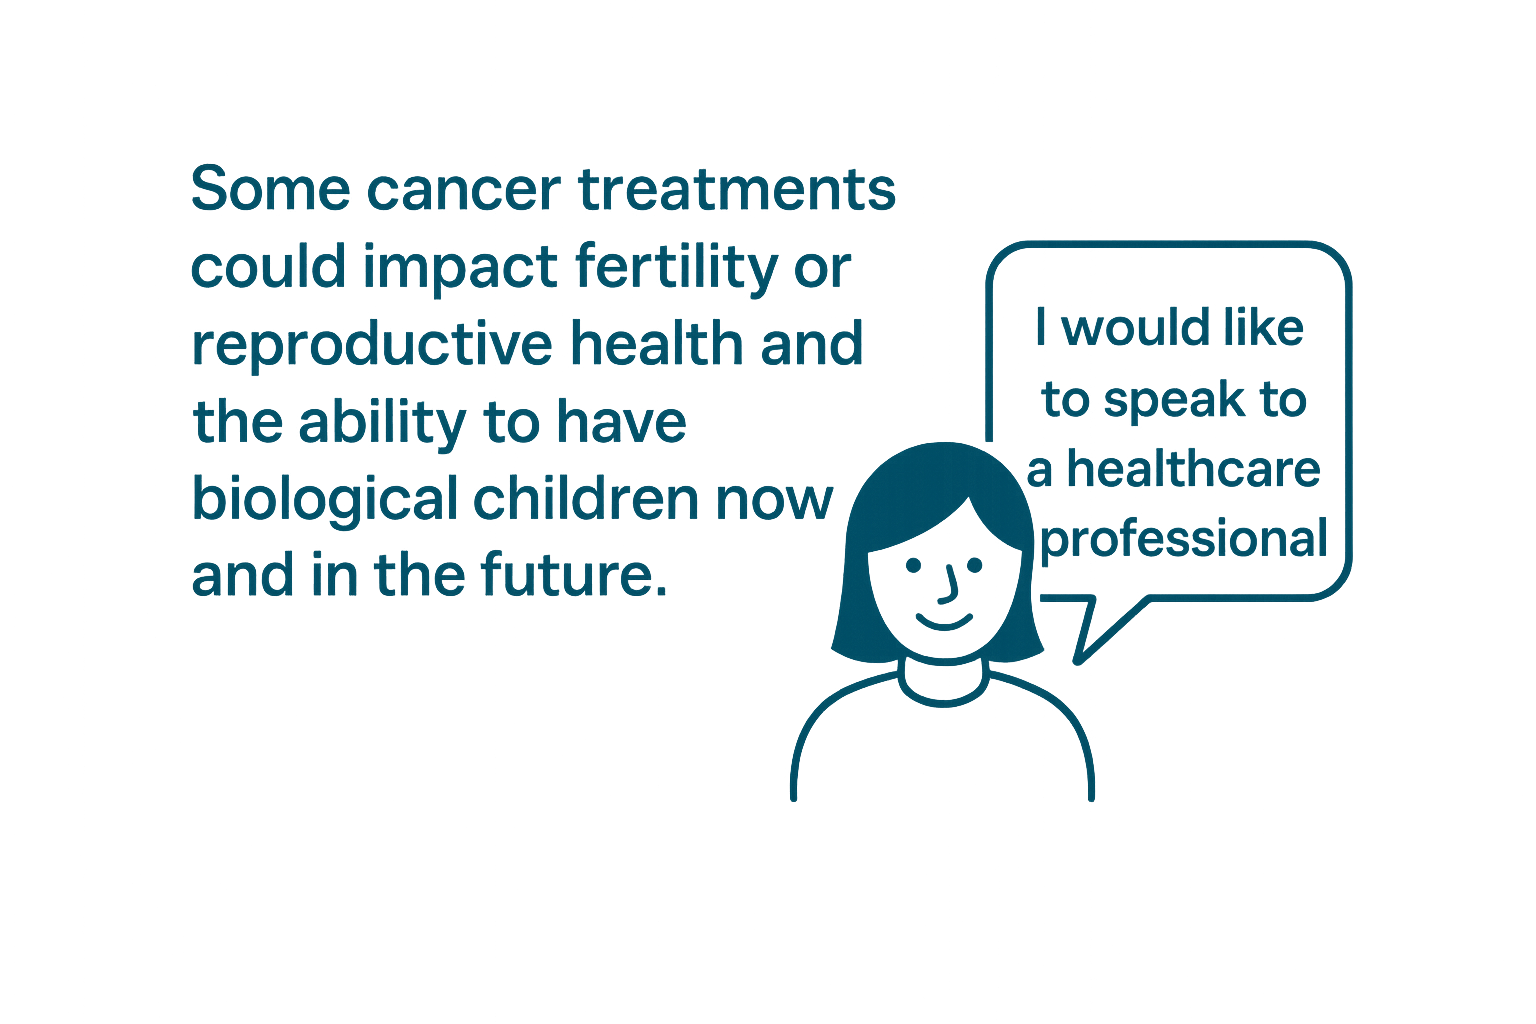 Some cancer treatments
could impact fertility or
reproductive health and
the ability to have
biological children now
and in the future.
I would like
to speak to
a healthcare
professional